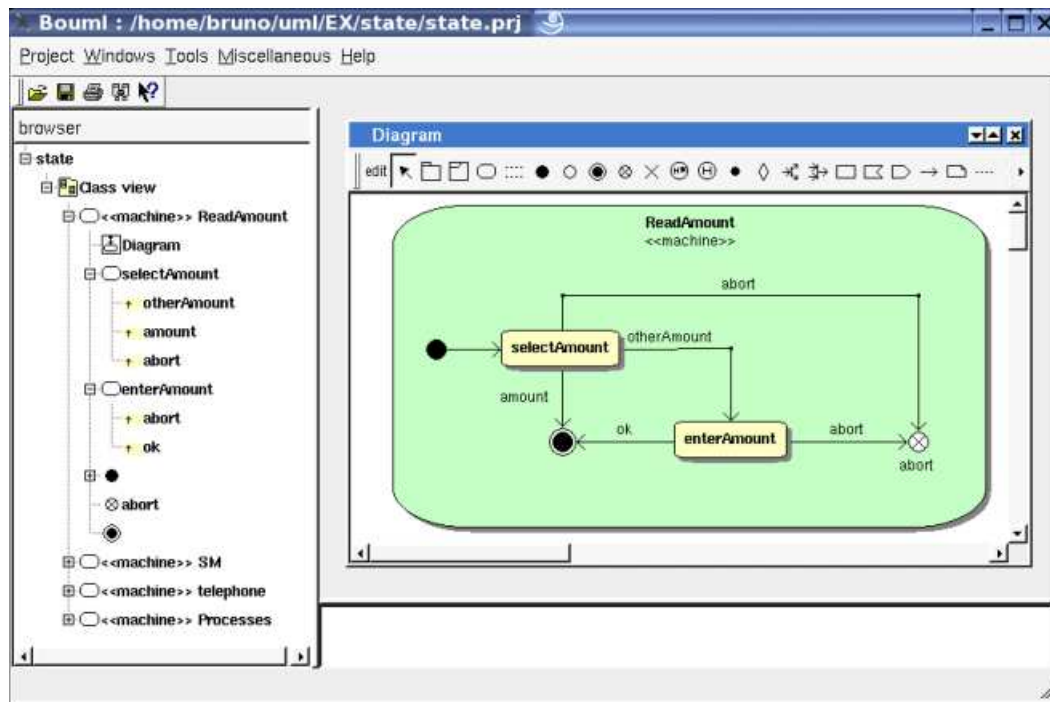 Bouml : /home/bruno/uml/EX/state/state.prj
Project Windows Tools Miscellaneous Help
browser
state
Class view
<<machine>> ReadAmount
Diagram
selectAmount
otherAmount
amount
abort
enterAmount
abort
ok
abort
<<machine>> SM
<<machine>> telephone
<<machine>> Processes
Diagram
edit
ReadAmount
<<machine>>
abort
selectAmount
otherAmount
amount
ok
enterAmount
abort
abort